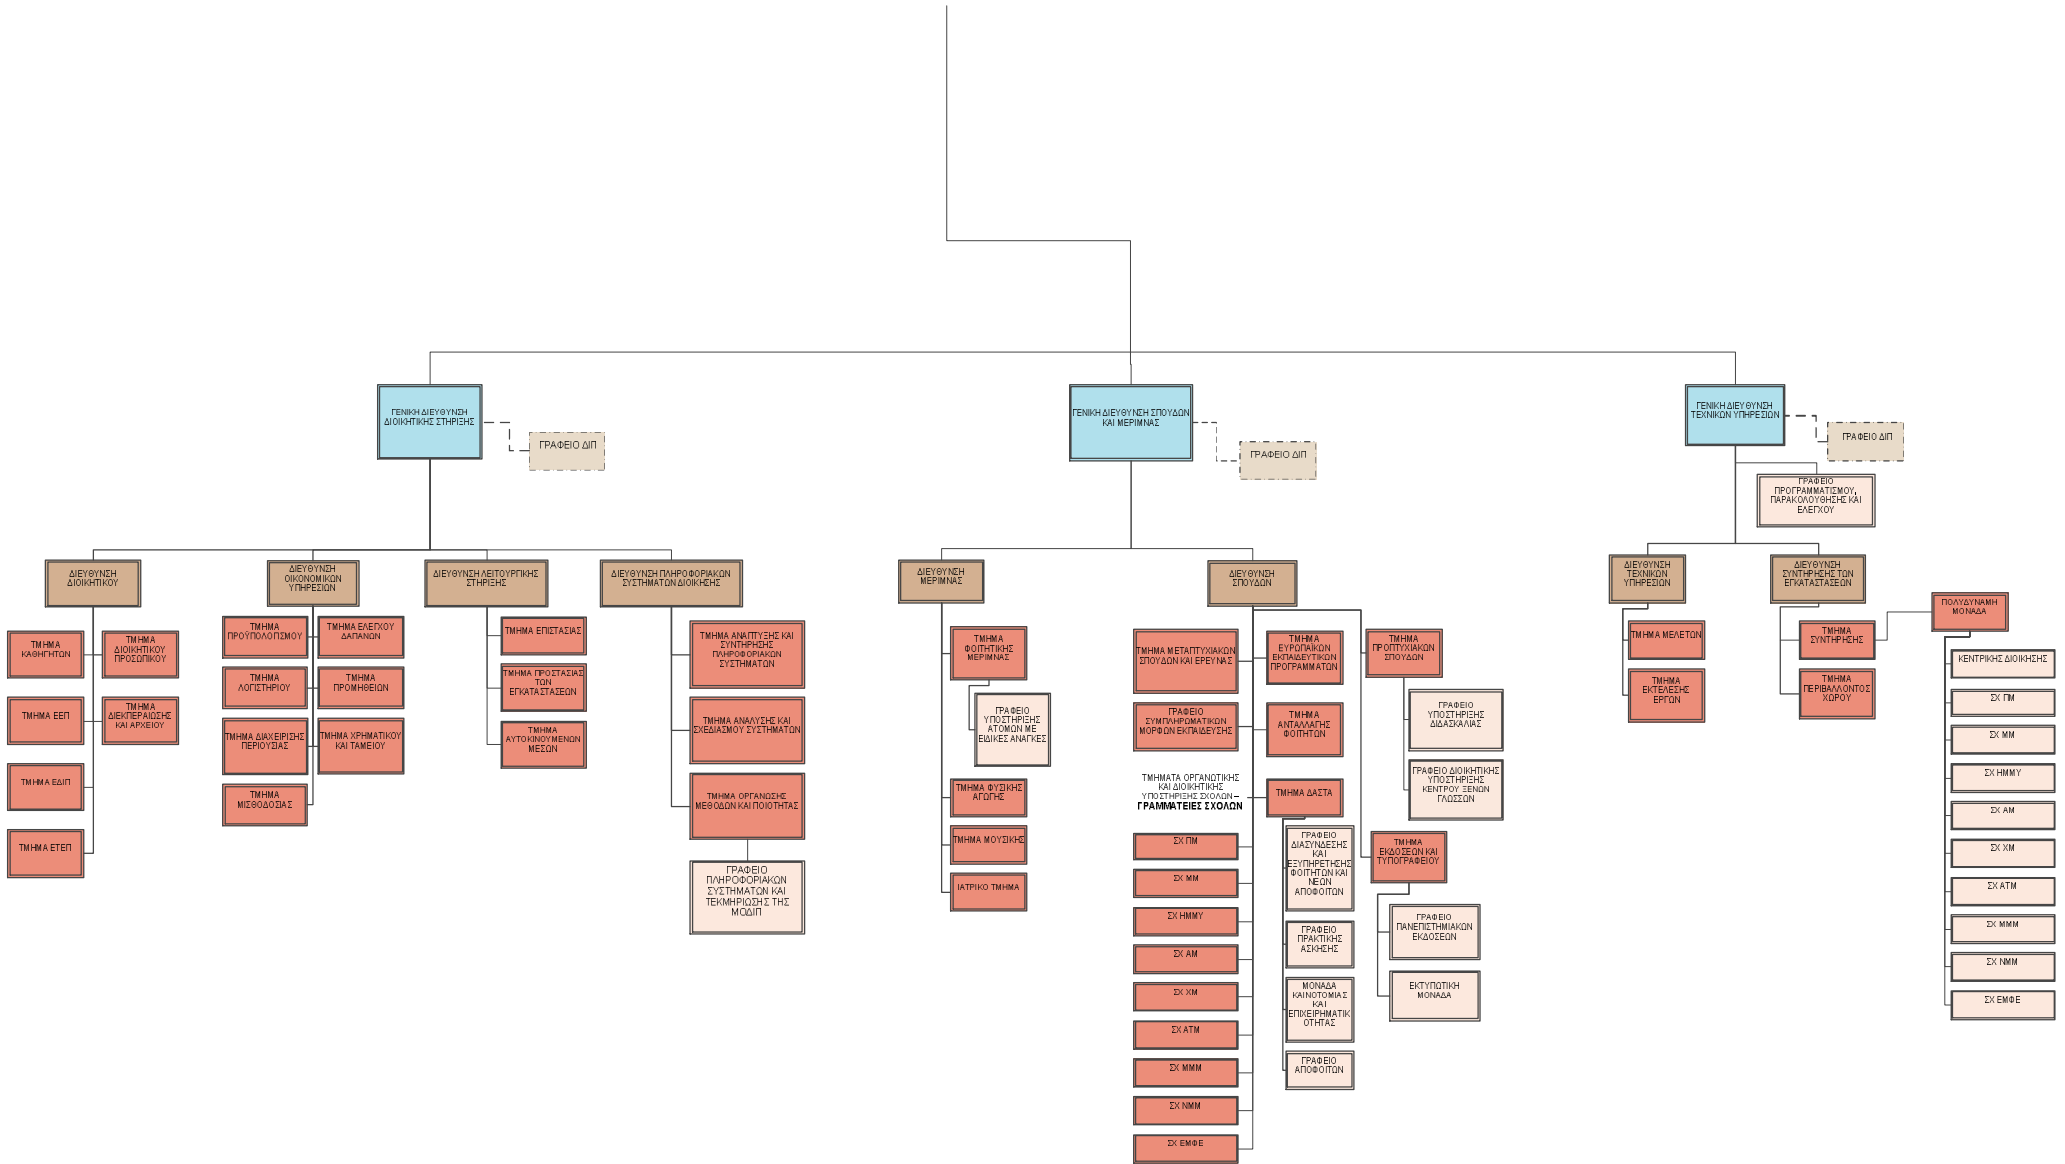 ΓΕΝΙΚΗ ΔΙΕΥΘΥΝΣΗ
ΔΙΟΙΚΗΤΙΚΗΣ ΣΤΗΡΙΞΗΣ
ΓΡΑΦΕΙΟ ΔΙΠ
ΓΕΝΙΚΗ ΔΙΕΥΘΥΝΣΗ ΣΠΟΥΔΩΝ
ΚΑΙ ΜΕΡΙΜΝΑΣ
ΓΡΑΦΕΙΟ ΔΙΠ
ΓΕΝΙΚΗ ΔΙΕΥΘΥΝΣΗ
ΤΕΧΝΙΚΩΝ ΥΠΗΡΕΣΙΩΝ
ΓΡΑΦΕΙΟ ΔΙΠ
ΓΡΑΦΕΙΟ
ΠΡΟΓΡΑΜΜΑΤΙΣΜΟΥ,
ΠΑΡΑΚΟΛΟΥΘΗΣΗΣ ΚΑΙ
ΕΛΕΓΧΟΥ
ΔΙΕΥΘΥΝΣΗ
ΔΙΟΙΚΗΤΙΚΟΥ
ΤΜΗΜΑ
ΚΑΘΗΓΗΤΩΝ
ΤΜΗΜΑ
ΔΙΟΙΚΗΤΙΚΟΥ
ΠΡΟΣΩΠΙΚΟΥ
ΤΜΗΜΑ ΕΕΠ
ΤΜΗΜΑ
ΔΙΕΚΠΕΡΑΙΩΣΗΣ
ΚΑΙ ΑΡΧΕΙΟΥ
ΤΜΗΜΑ ΕΔΙΠ
ΤΜΗΜΑ ΕΤΕΠ
ΔΙΕΥΘΥΝΣΗ
ΟΙΚΟΝΟΜΙΚΩΝ
ΥΠΗΡΕΣΙΩΝ
ΤΜΗΜΑ
ΠΡΟΫΠΟΛΟΓΙΣΜΟΥ
ΤΜΗΜΑ ΕΛΕΓΧΟΥ
ΔΑΠΑΝΩΝ
ΤΜΗΜΑ
ΛΟΓΙΣΤΗΡΙΟΥ
ΤΜΗΜΑ
ΠΡΟΜΗΘΕΙΩΝ
ΤΜΗΜΑ ΔΙΑΧΕΙΡΙΣΗΣ
ΠΕΡΙΟΥΣΙΑΣ
ΤΜΗΜΑ ΧΡΗΜΑΤΙΚΟΥ
ΚΑΙ ΤΑΜΕΙΟΥ
ΤΜΗΜΑ
ΜΙΣΘΟΔΟΣΙΑΣ
ΔΙΕΥΘΥΝΣΗ ΛΕΙΤΟΥΡΓΙΚΗΣ
ΣΤΗΡΙΞΗΣ
ΤΜΗΜΑ ΕΠΙΣΤΑΣΙΑΣ
ΤΜΗΜΑ ΠΡΟΣΤΑΣΙΑΣ
ΤΩΝ
ΕΓΚΑΤΑΣΤΑΣΕΩΝ
ΤΜΗΜΑ
ΑΥΤΟΚΙΝΟΥΜΕΝΩΝ
ΜΕΣΩΝ
ΔΙΕΥΘΥΝΣΗ ΠΛΗΡΟΦΟΡΙΑΚΩΝ
ΣΥΣΤΗΜΑΤΩΝ ΔΙΟΙΚΗΣΗΣ
ΤΜΗΜΑ ΑΝΑΠΤΥΞΗΣ ΚΑΙ
ΣΥΝΤΗΡΗΣΗΣ
ΠΛΗΡΟΦΟΡΙΑΚΩΝ
ΣΥΣΤΗΜΑΤΩΝ
ΤΜΗΜΑ ΑΝΑΛΥΣΗΣ ΚΑΙ
ΣΧΕΔΙΑΣΜΟΥ ΣΥΣΤΗΜΑΤΩΝ
ΤΜΗΜΑ ΟΡΓΑΝΩΣΗΣ
ΜΕΘΟΔΩΝ ΚΑΙ ΠΟΙΟΤΗΤΑΣ
ΓΡΑΦΕΙΟ
ΠΛΗΡΟΦΟΡΙΑΚΩΝ
ΣΥΣΤΗΜΑΤΩΝ ΚΑΙ
ΤΕΚΜΗΡΙΩΣΗΣ ΤΗΣ
ΜΟΔΙΠ
ΔΙΕΥΘΥΝΣΗ
ΜΕΡΙΜΝΑΣ
ΤΜΗΜΑ
ΦΟΙΤΗΤΙΚΗΣ
ΜΕΡΙΜΝΑΣ
ΓΡΑΦΕΙΟ
ΥΠΟΣΤΗΡΙΞΗΣ
ΑΤΟΜΩΝ ΜΕ
ΕΙΔΙΚΕΣ ΑΝΑΓΚΕΣ
ΤΜΗΜΑ ΦΥΣΙΚΗΣ
ΑΓΩΓΗΣ
ΤΜΗΜΑ ΜΟΥΣΙΚΗΣ
ΙΑΤΡΙΚΟ ΤΜΗΜΑ
ΔΙΕΥΘΥΝΣΗ
ΣΠΟΥΔΩΝ
ΤΜΗΜΑ ΜΕΤΑΠΤΥΧΙΑΚΩΝ
ΣΠΟΥΔΩΝ ΚΑΙ ΕΡΕΥΝΑΣ
ΓΡΑΦΕΙΟ
ΣΥΜΠΛΗΡΩΜΑΤΙΚΩΝ
ΜΟΡΦΩΝ ΕΚΠΑΙΔΕΥΣΗΣ
ΤΜΗΜΑΤΑ ΟΡΓΑΝΩΤΙΚΗΣ
ΚΑΙ ΔΙΟΙΚΗΤΙΚΗΣ
ΥΠΟΣΤΗΡΙΞΗΣ ΣΧΟΛΩΝ –
ΓΡΑΜΜΑΤΕΙΕΣ ΣΧΟΛΩΝ
ΣΧ ΠΜ
ΣΧ ΜΜ
ΣΧ ΗΜΜΥ
ΣΧ ΑΜ
ΣΧ ΧΜ
ΣΧ ΑΤΜ
ΣΧ ΜΜΜ
ΣΧ ΝΜΜ
ΣΧ ΕΜΦΕ
ΤΜΗΜΑ
ΕΥΡΩΠΑΪΚΩΝ
ΕΚΠΑΙΔΕΥΤΙΚΩΝ
ΠΡΟΓΡΑΜΜΑΤΩΝ
ΤΜΗΜΑ
ΑΝΤΑΛΛΑΓΗΣ
ΦΟΙΤΗΤΩΝ
ΤΜΗΜΑ ΔΑΣΤΑ
ΓΡΑΦΕΙΟ
ΔΙΑΣΥΝΔΕΣΗΣ
ΚΑΙ
ΕΞΥΠΗΡΕΤΗΣΗΣ
ΦΟΙΤΗΤΩΝ ΚΑΙ
ΝΕΩΝ
ΑΠΟΦΟΙΤΩΝ
ΓΡΑΦΕΙΟ
ΠΡΑΚΤΙΚΗΣ
ΑΣΚΗΣΗΣ
ΜΟΝΑΔΑ
ΚΑΙΝΟΤΟΜΙΑΣ
ΚΑΙ
ΕΠΙΧΕΙΡΗΜΑΤΙΚ
ΟΤΗΤΑΣ
ΓΡΑΦΕΙΟ
ΑΠΟΦΟΙΤΩΝ
ΤΜΗΜΑ
ΠΡΟΠΤΥΧΙΑΚΩΝ
ΣΠΟΥΔΩΝ
ΓΡΑΦΕΙΟ
ΥΠΟΣΤΗΡΙΞΗΣ
ΔΙΔΑΣΚΑΛΙΑΣ
ΓΡΑΦΕΙΟ ΔΙΟΙΚΗΤΙΚΗΣ
ΥΠΟΣΤΗΡΙΞΗΣ
ΚΕΝΤΡΟΥ ΞΕΝΩΝ
ΓΛΩΣΣΩΝ
ΤΜΗΜΑ
ΕΚΔΟΣΕΩΝ ΚΑΙ
ΤΥΠΟΓΡΑΦΕΙΟΥ
ΓΡΑΦΕΙΟ
ΠΑΝΕΠΙΣΤΗΜΙΑΚΩΝ
ΕΚΔΟΣΕΩΝ
ΕΚΤΥΠΩΤΙΚΗ
ΜΟΝΑΔΑ
ΔΙΕΥΘΥΝΣΗ
ΤΕΧΝΙΚΩΝ
ΥΠΗΡΕΣΙΩΝ
ΤΜΗΜΑ ΜΕΛΕΤΩΝ
ΤΜΗΜΑ
ΕΚΤΕΛΕΣΗΣ
ΕΡΓΩΝ
ΔΙΕΥΘΥΝΣΗ
ΣΥΝΤΗΡΗΣΗΣ ΤΩΝ
ΕΓΚΑΤΑΣΤΑΣΕΩΝ
ΤΜΗΜΑ
ΣΥΝΤΗΡΗΣΗΣ
ΤΜΗΜΑ
ΠΕΡΙΒΑΛΛΟΝΤΟΣ
ΧΩΡΟΥ
ΠΟΛΥΔΥΝΑΜΗ
ΜΟΝΑΔΑ
ΚΕΝΤΡΙΚΗΣ ΔΙΟΙΚΗΣΗΣ
ΣΧ ΠΜ
ΣΧ ΜΜ
ΣΧ ΗΜΜΥ
ΣΧ ΑΜ
ΣΧ ΧΜ
ΣΧ ΑΤΜ
ΣΧ ΜΜΜ
ΣΧ ΝΜΜ
ΣΧ ΕΜΦΕ